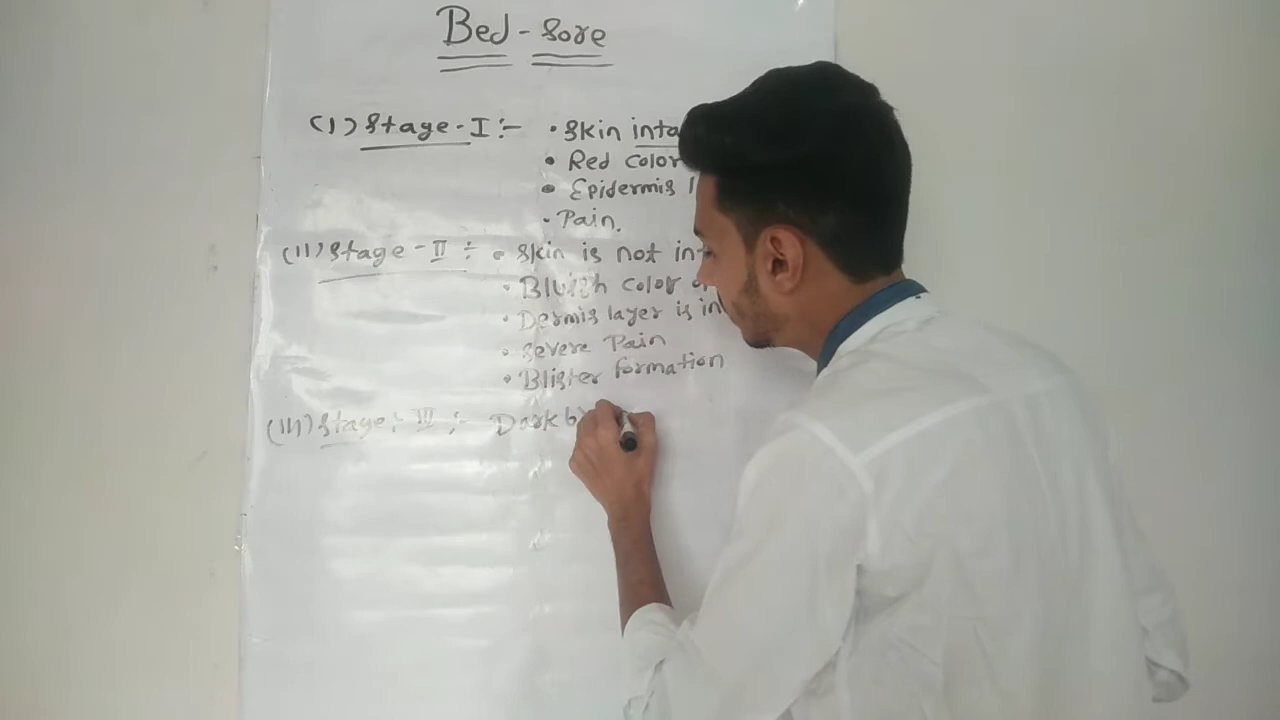 Bed - Sore
(I) Stage - I :- • Skin inta
• Red color
• Epidermis
• Pain.
(II) Stage - II :- • Skin is not int
• Bluish color
• Dermis layer is in
• Severe Pain
• Blister formation
(III) Stage - III :- Dark